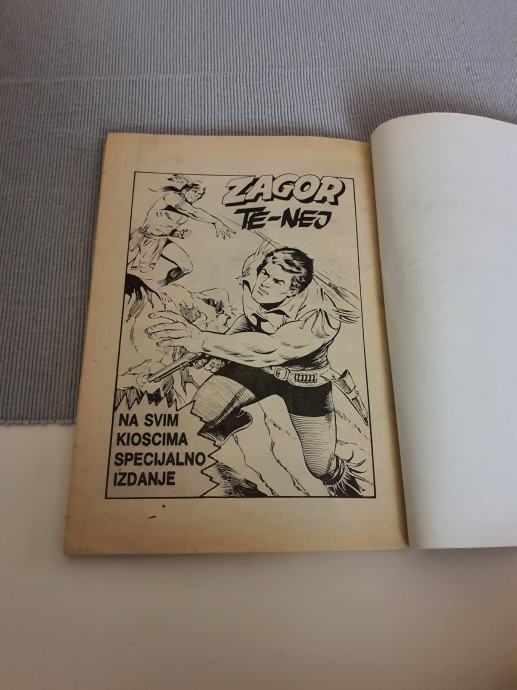 ZAGOR
TE-NEJ
NA SVIM
KIOSCIMA
SPECIJALNO
IZDANJE